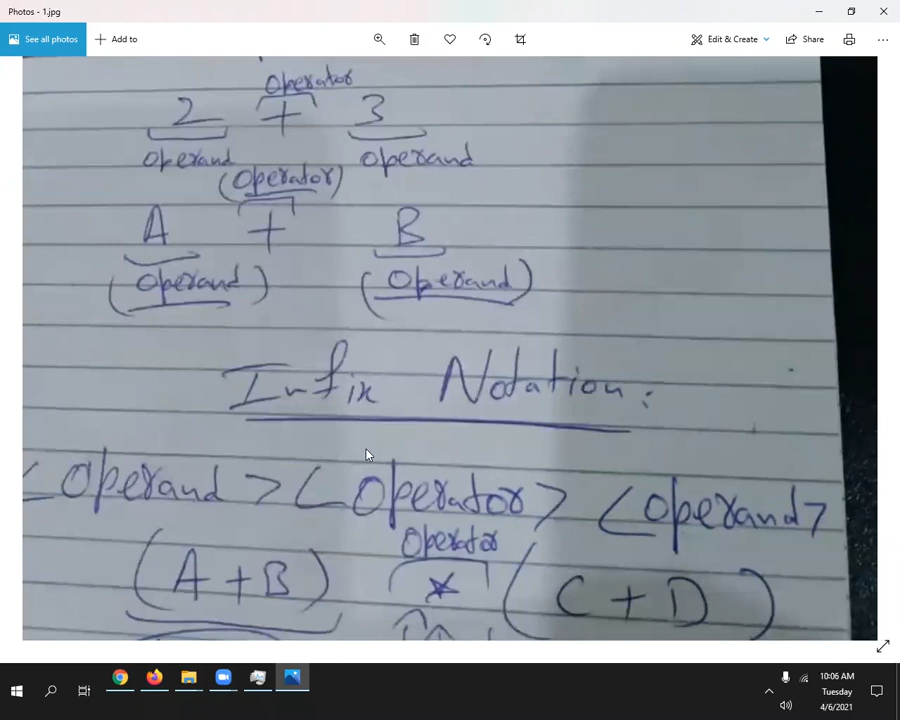 Photos - 1.jpg
See all photos
Add to
Edit & Create
Share
Operator
2 + 3
Operand operand
(Operator)
A + B
(Operand) (Operand)
Infix Notation:
<Operand> <Operator> <Operand>
Operator
(A+B) * (C+D)
10:06 AM
Tuesday
4/6/2021